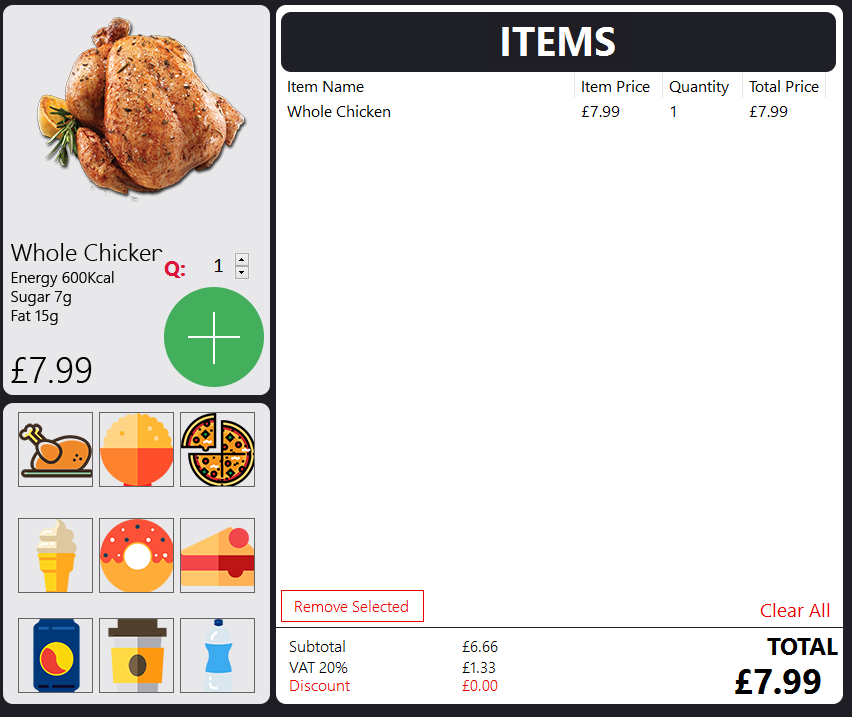 Whole Chicken
Energy 600Kcal
Sugar 7g
Fat 15g
Q: 1
£7.99
ITEMS
Item Name Item Price Quantity Total Price
Whole Chicken £7.99 1 £7.99
Remove Selected
Clear All
Subtotal £6.66
VAT 20% £1.33
Discount £0.00
TOTAL
£7.99